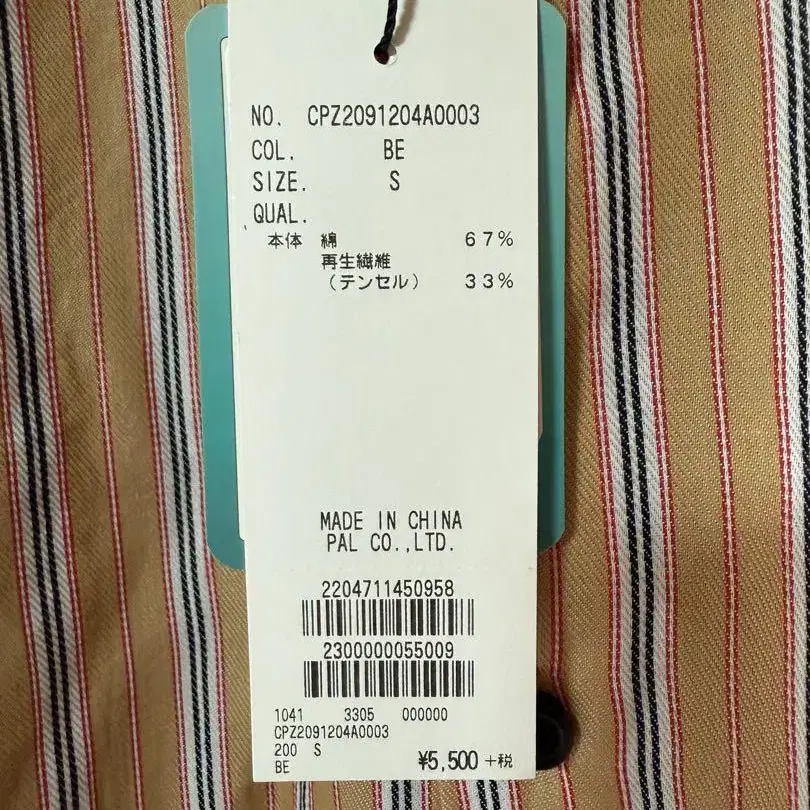 NO. CPZ2091204A0003
COL. BE
SIZE. S
QUAL.
本体 綿 67%
再生繊維
(テンセル) 33%
MADE IN CHINA
PAL CO.,LTD.
2204711450958
2300000055009
1041 3305 000000
CPZ2091204A0003
200 S
BE ¥5,500 +税